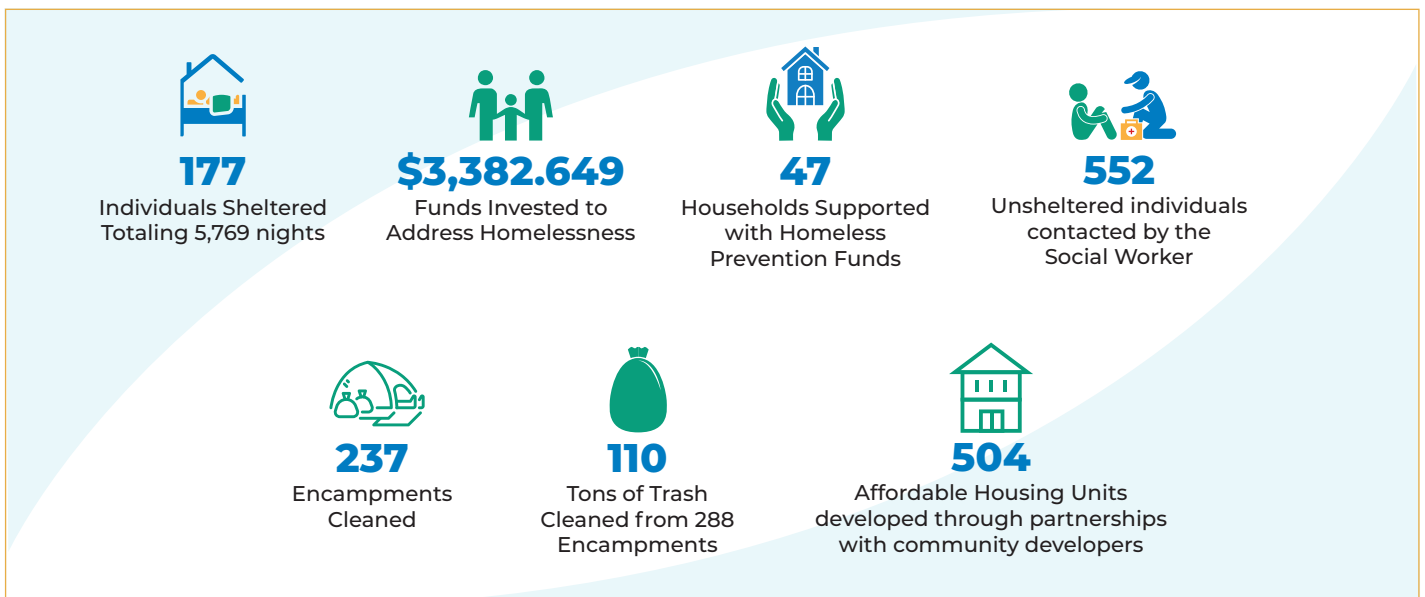 177
Individuals Sheltered
Totaling 5,769 nights
$3,382.649
Funds Invested to
Address Homelessness
47
Households Supported
with Homeless
Prevention Funds
552
Unsheltered individuals
contacted by the
Social Worker
237
Encampments
Cleaned
110
Tons of Trash
Cleaned from 288
Encampments
504
Affordable Housing Units
developed through partnerships
with community developers